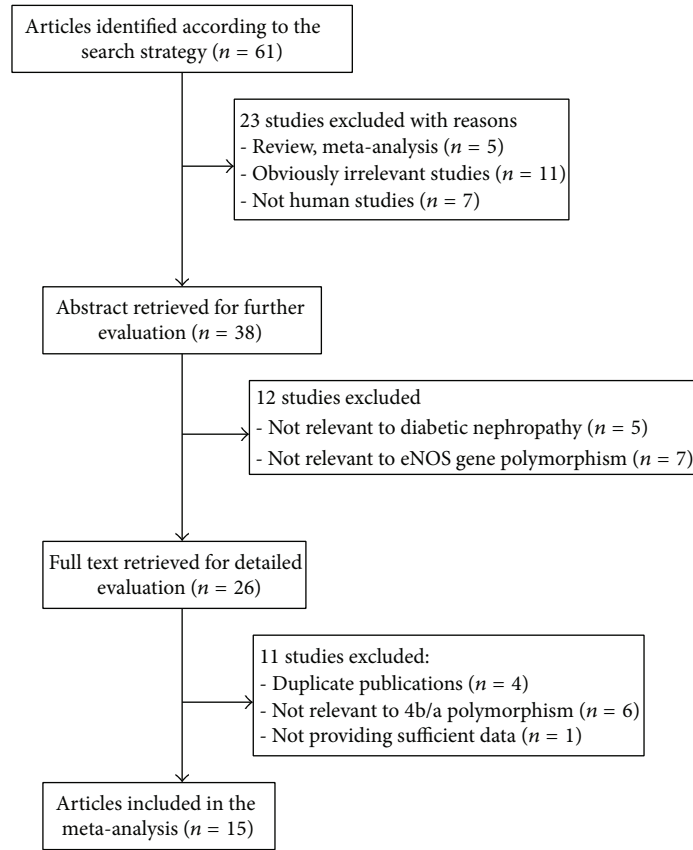 Articles identified according to the
search strategy (n = 61)
23 studies excluded with reasons
- Review, meta-analysis (n = 5)
- Obviously irrelevant studies (n = 11)
- Not human studies (n = 7)
Abstract retrieved for further
evaluation (n = 38)
12 studies excluded
- Not relevant to diabetic nephropathy (n = 5)
- Not relevant to eNOS gene polymorphism (n = 7)
Full text retrieved for detailed
evaluation (n = 26)
11 studies excluded:
- Duplicate publications (n = 4)
- Not relevant to 4b/a polymorphism (n = 6)
- Not providing sufficient data (n = 1)
Articles included in the
meta-analysis (n = 15)